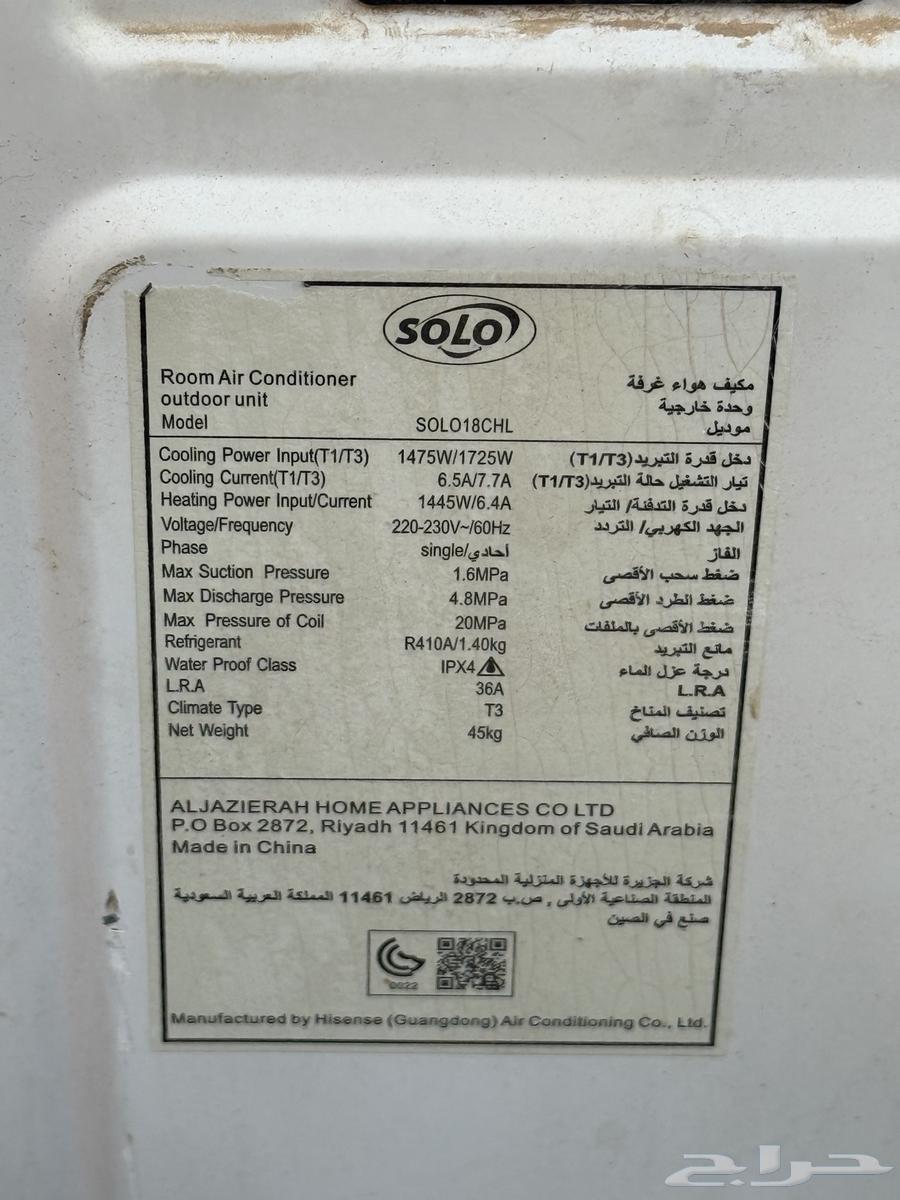 SOLO
Room Air Conditioner مكيف هواء غرفة
outdoor unit وحدة خارجية
Model SOLO18CHL موديل
Cooling Power Input(T1/T3) 1475W/1725W دخل قدرة التبريد(T1/T3)
Cooling Current(T1/T3) 6.5A/7.7A تيار التشغيل حالة التبريد(T1/T3)
Heating Power Input/Current 1445W/6.4A دخل قدرة التدفئة/ التيار
Voltage/Frequency 220-230V~/60Hz الجهد الكهربي/ التردد
Phase single/أحادي الفاز
Max Suction Pressure 1.6MPa ضغط سحب الأقصى
Max Discharge Pressure 4.8MPa ضغط الطرد الأقصى
Max Pressure of Coil 20MPa ضغط الأقصى بالملفات
Refrigerant R410A/1.40kg مانع التبريد
Water Proof Class IPX4 درجة عزل الماء
L.R.A 36A L.R.A
Climate Type T3 تصنيف المناخ
Net Weight 45kg الوزن الصافي
ALJAZIERAH HOME APPLIANCES CO LTD
P.O Box 2872, Riyadh 11461 Kingdom of Saudi Arabia
Made in China
شركة الجزيرة للأجهزة المنزلية المحدودة
المنطقة الصناعية الأولى , ص.ب 2872 الرياض 11461 المملكة العربية السعودية
صنع في الصين
0022
Manufactured by Hisense (Guangdong) Air Conditioning Co., Ltd.
حراج